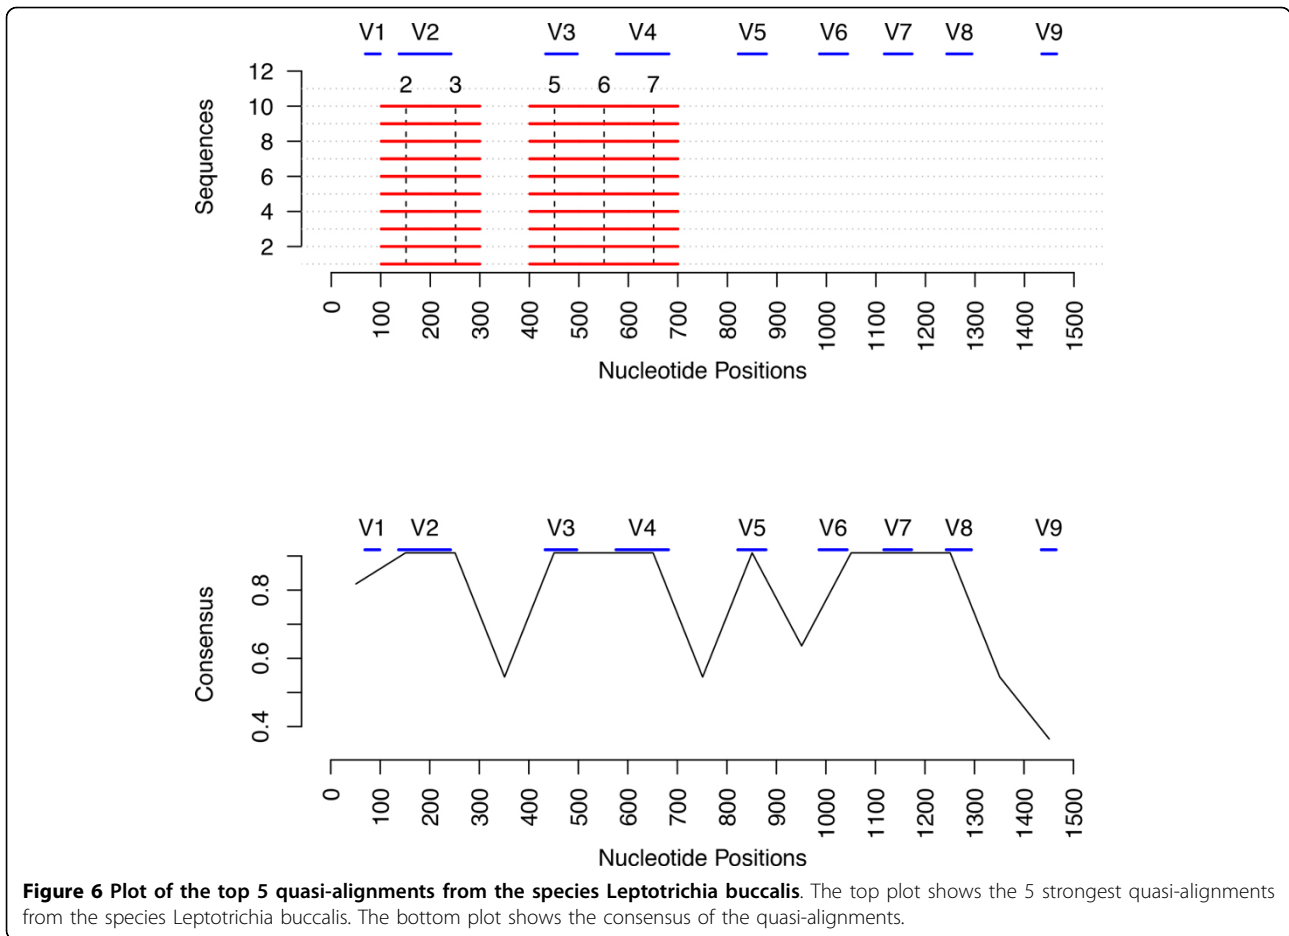 V1 V2 V3 V4 V5 V6 V7 V8 V9
12
10
8
6
4
2
Sequences
2 3 5 6 7
0 100 200 300 400 500 600 700 800 900 1000 1100 1200 1300 1400 1500
Nucleotide Positions
V1 V2 V3 V4 V5 V6 V7 V8 V9
0.8
0.6
0.4
Consensus
0 100 200 300 400 500 600 700 800 900 1000 1100 1200 1300 1400 1500
Nucleotide Positions
Figure 6 Plot of the top 5 quasi-alignments from the species Leptotrichia buccalis. The top plot shows the 5 strongest quasi-alignments
from the species Leptotrichia buccalis. The bottom plot shows the consensus of the quasi-alignments.